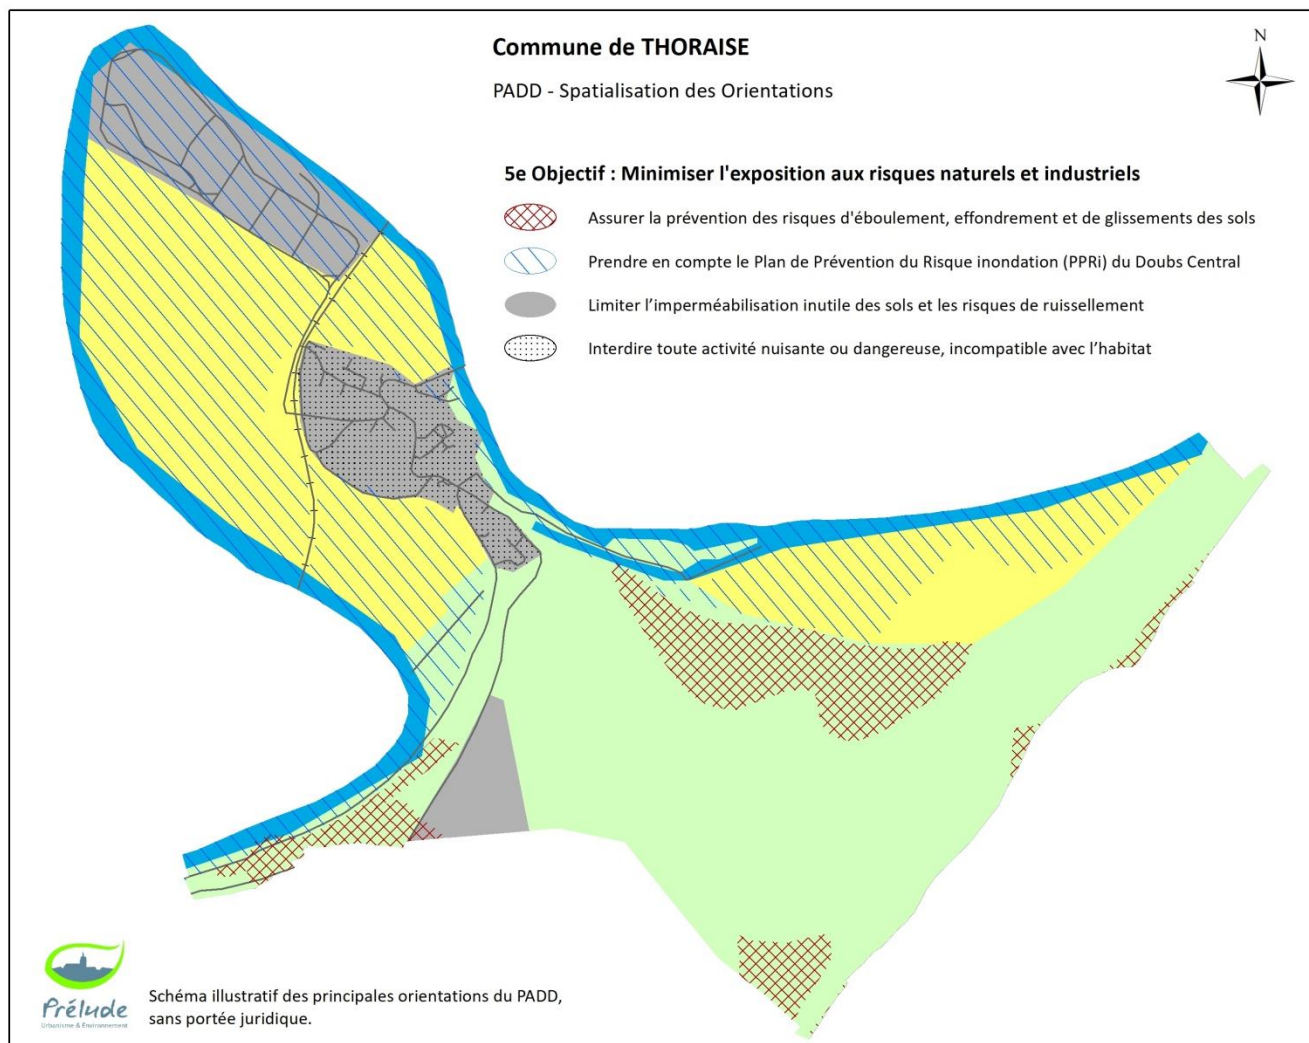 Commune de THORAISE
N
PADD - Spatialisation des Orientations
5e Objectif : Minimiser l'exposition aux risques naturels et industriels
Assurer la prévention des risques d'éboulement, effondrement et de glissements des sols
Prendre en compte le Plan de Prévention du Risque inondation (PPRi) du Doubs Central
Limiter l’imperméabilisation inutile des sols et les risques de ruissellement
Interdire toute activité nuisante ou dangereuse, incompatible avec l’habitat
Prélude
Urbanisme & Environnement
Schéma illustratif des principales orientations du PADD,
sans portée juridique.